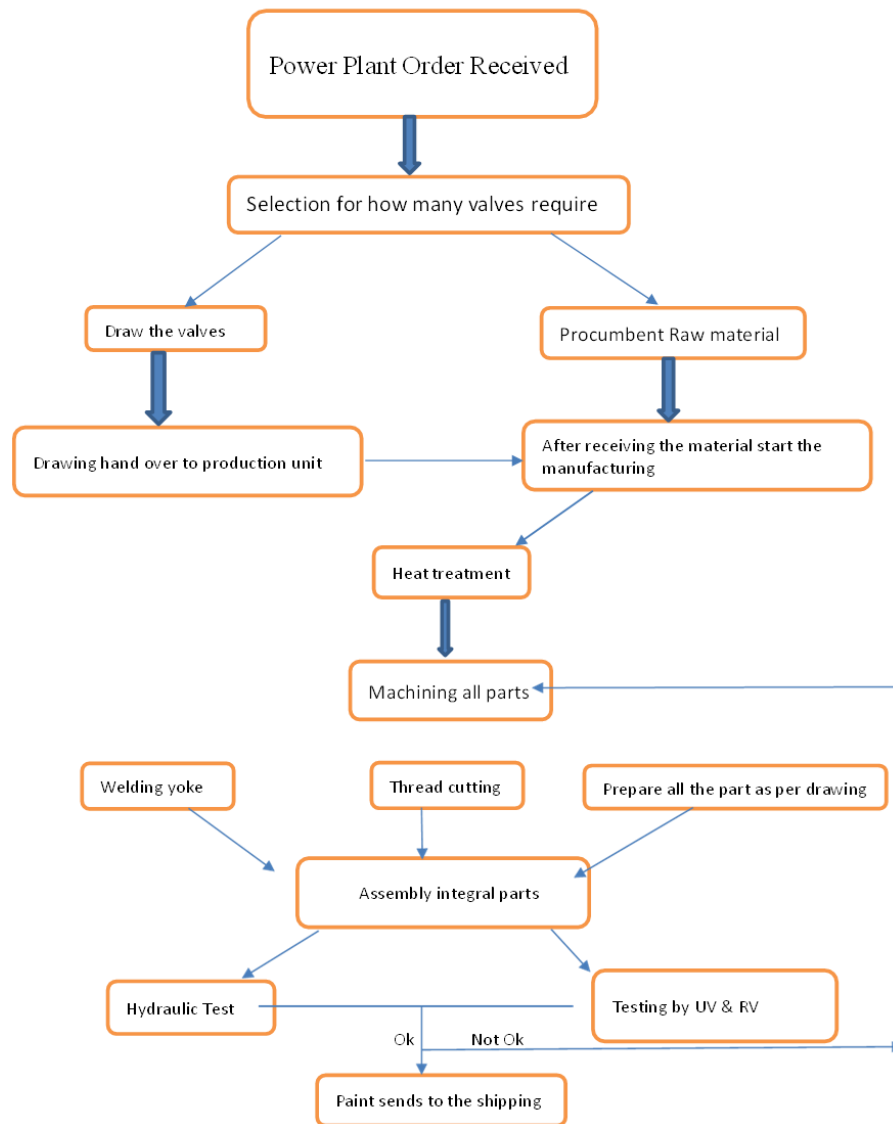 Power Plant Order Received
Selection for how many valves require
Draw the valves
Procumbent Raw material
Drawing hand over to production unit
After receiving the material start the
manufacturing
Heat treatment
Machining all parts
Welding yoke
Thread cutting
Prepare all the part as per drawing
Assembly integral parts
Hydraulic Test
Testing by UV & RV
Ok
Not Ok
Paint sends to the shipping